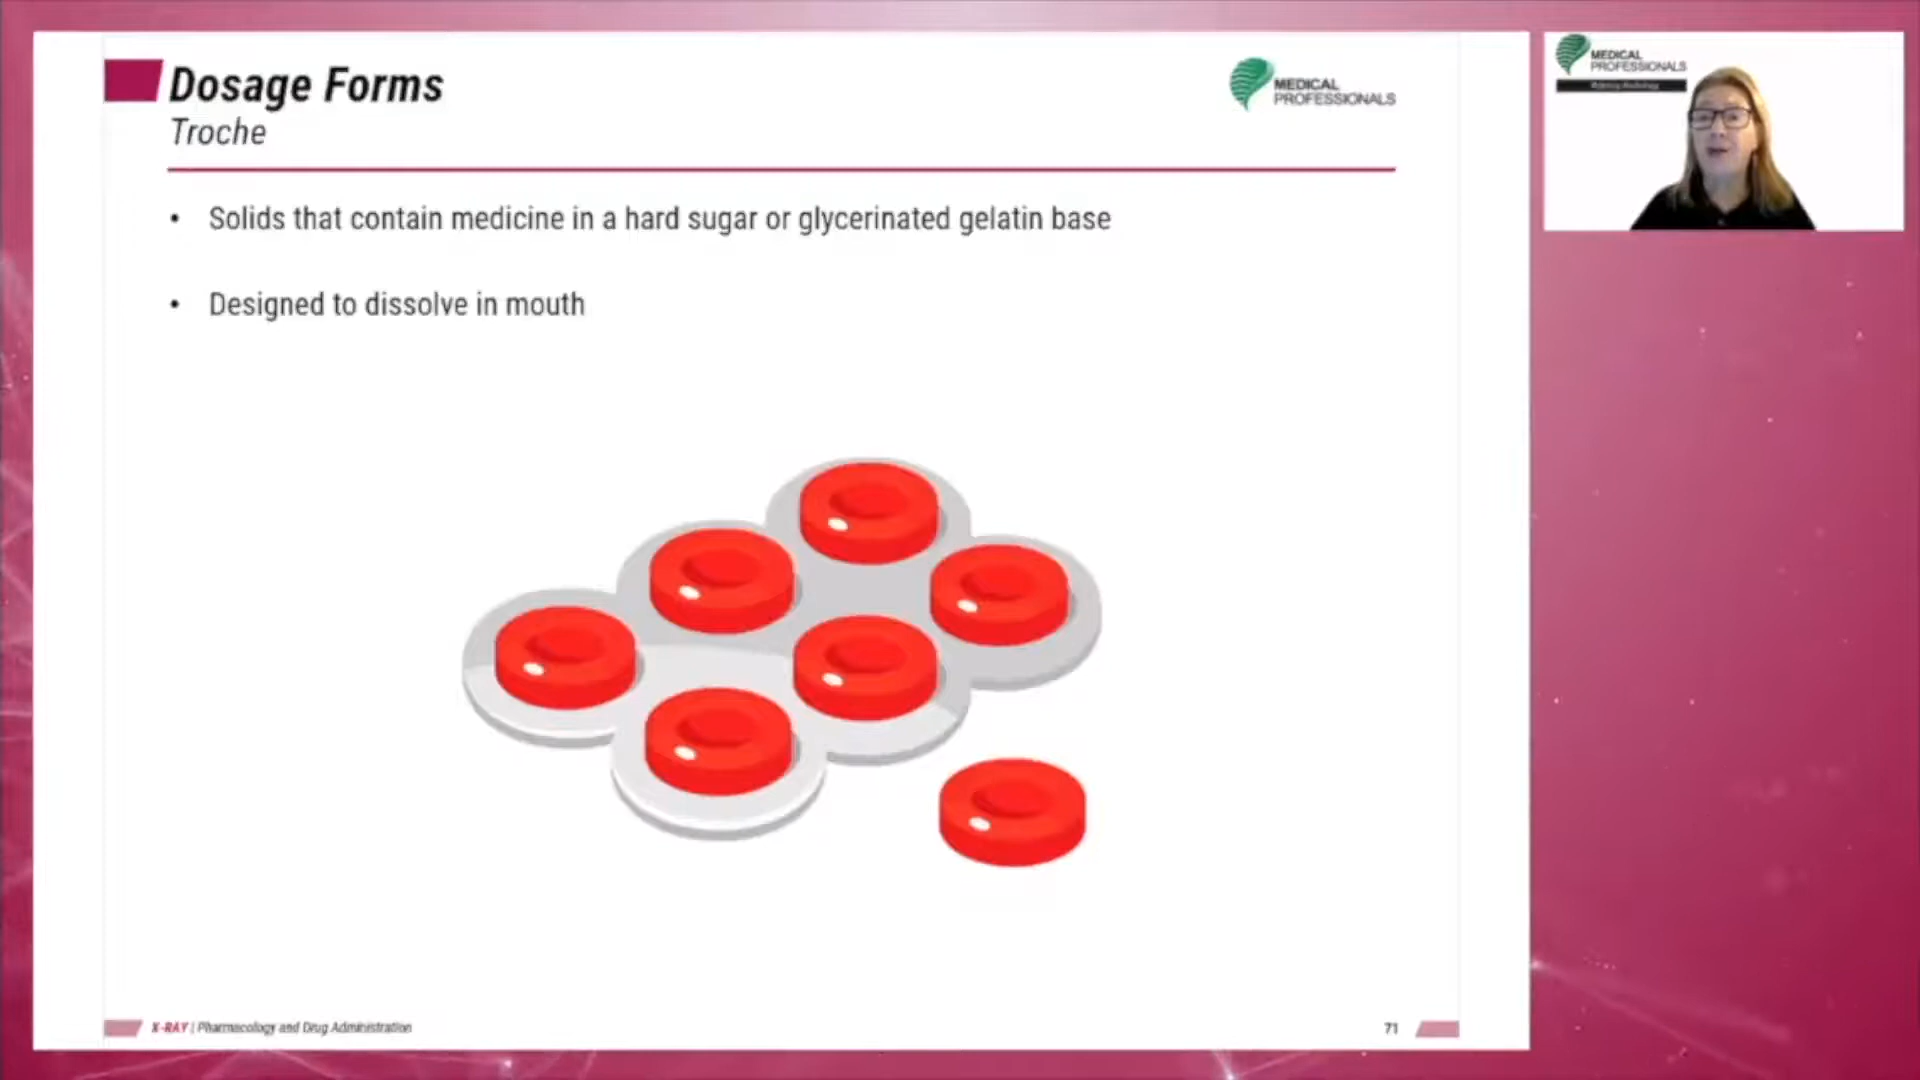 Dosage Forms
Troche
MEDICAL
PROFESSIONALS
• Solids that contain medicine in a hard sugar or glycerinated gelatin base
• Designed to dissolve in mouth
X-RAY | Pharmacology and Drug Administration
71
MEDICAL
PROFESSIONALS